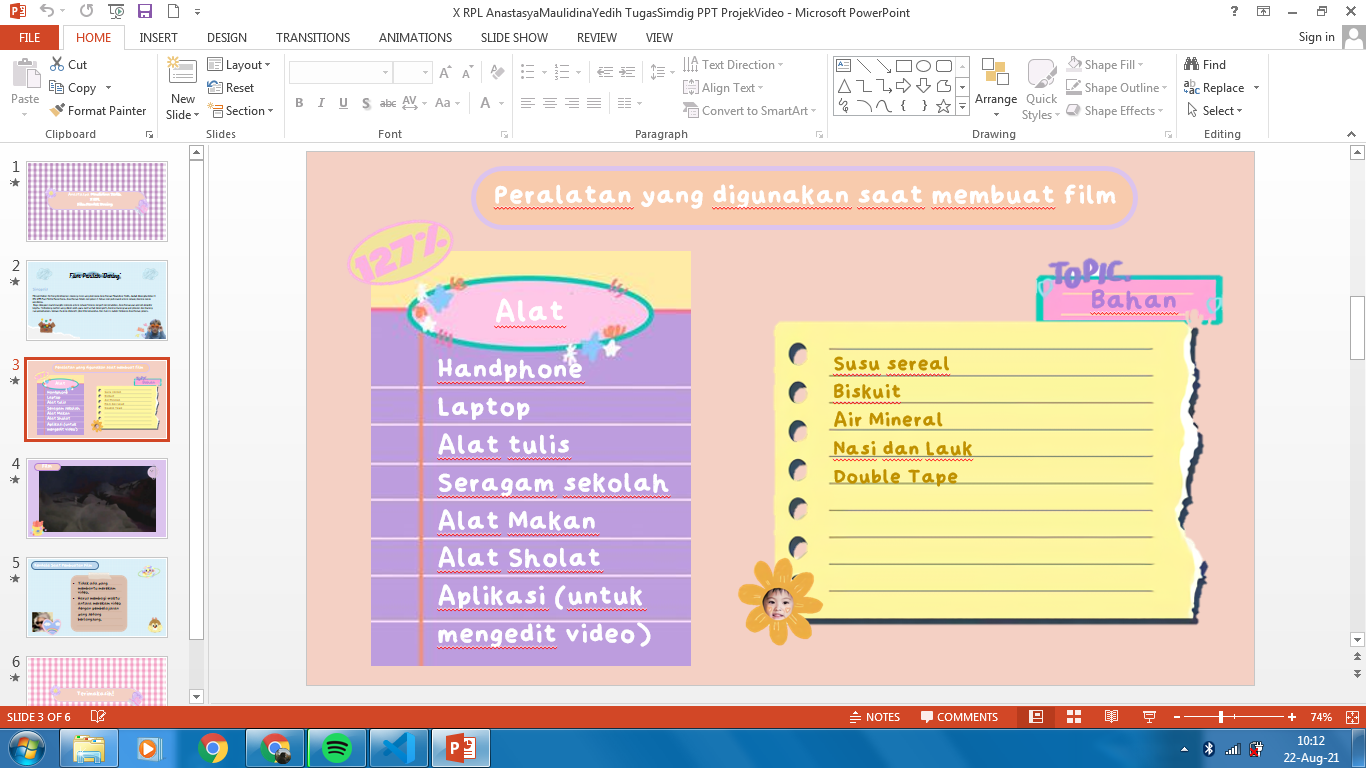 X RPL AnastasyaMaulidinaYedih TugasSimdig PPT ProjekVideo - Microsoft PowerPoint
FILE HOME INSERT DESIGN TRANSITIONS ANIMATIONS SLIDE SHOW REVIEW VIEW Sign in
Paste
Cut
Copy
Format Painter
Clipboard
New Slide
Layout
Reset
Section
Slides
B I U S abc AV Aa A
Font
Text Direction
Align Text
Convert to SmartArt
Paragraph
Arrange
Quick Styles
Shape Fill
Shape Outline
Shape Effects
Drawing
Find
Replace
Select
Editing
1
2
3
4
5
6
Terimakasih!
Peralatan yang digunakan saat membuat film
127%
Alat
Handphone
Laptop
Alat tulis
Seragam sekolah
Alat Makan
Alat Sholat
Aplikasi (untuk
mengedit video)
TOPIC.
Bahan
Susu sereal
Biskuit
Air Mineral
Nasi dan Lauk
Double Tape
SLIDE 3 OF 6 NOTES COMMENTS 74%
10:12
22-Aug-21